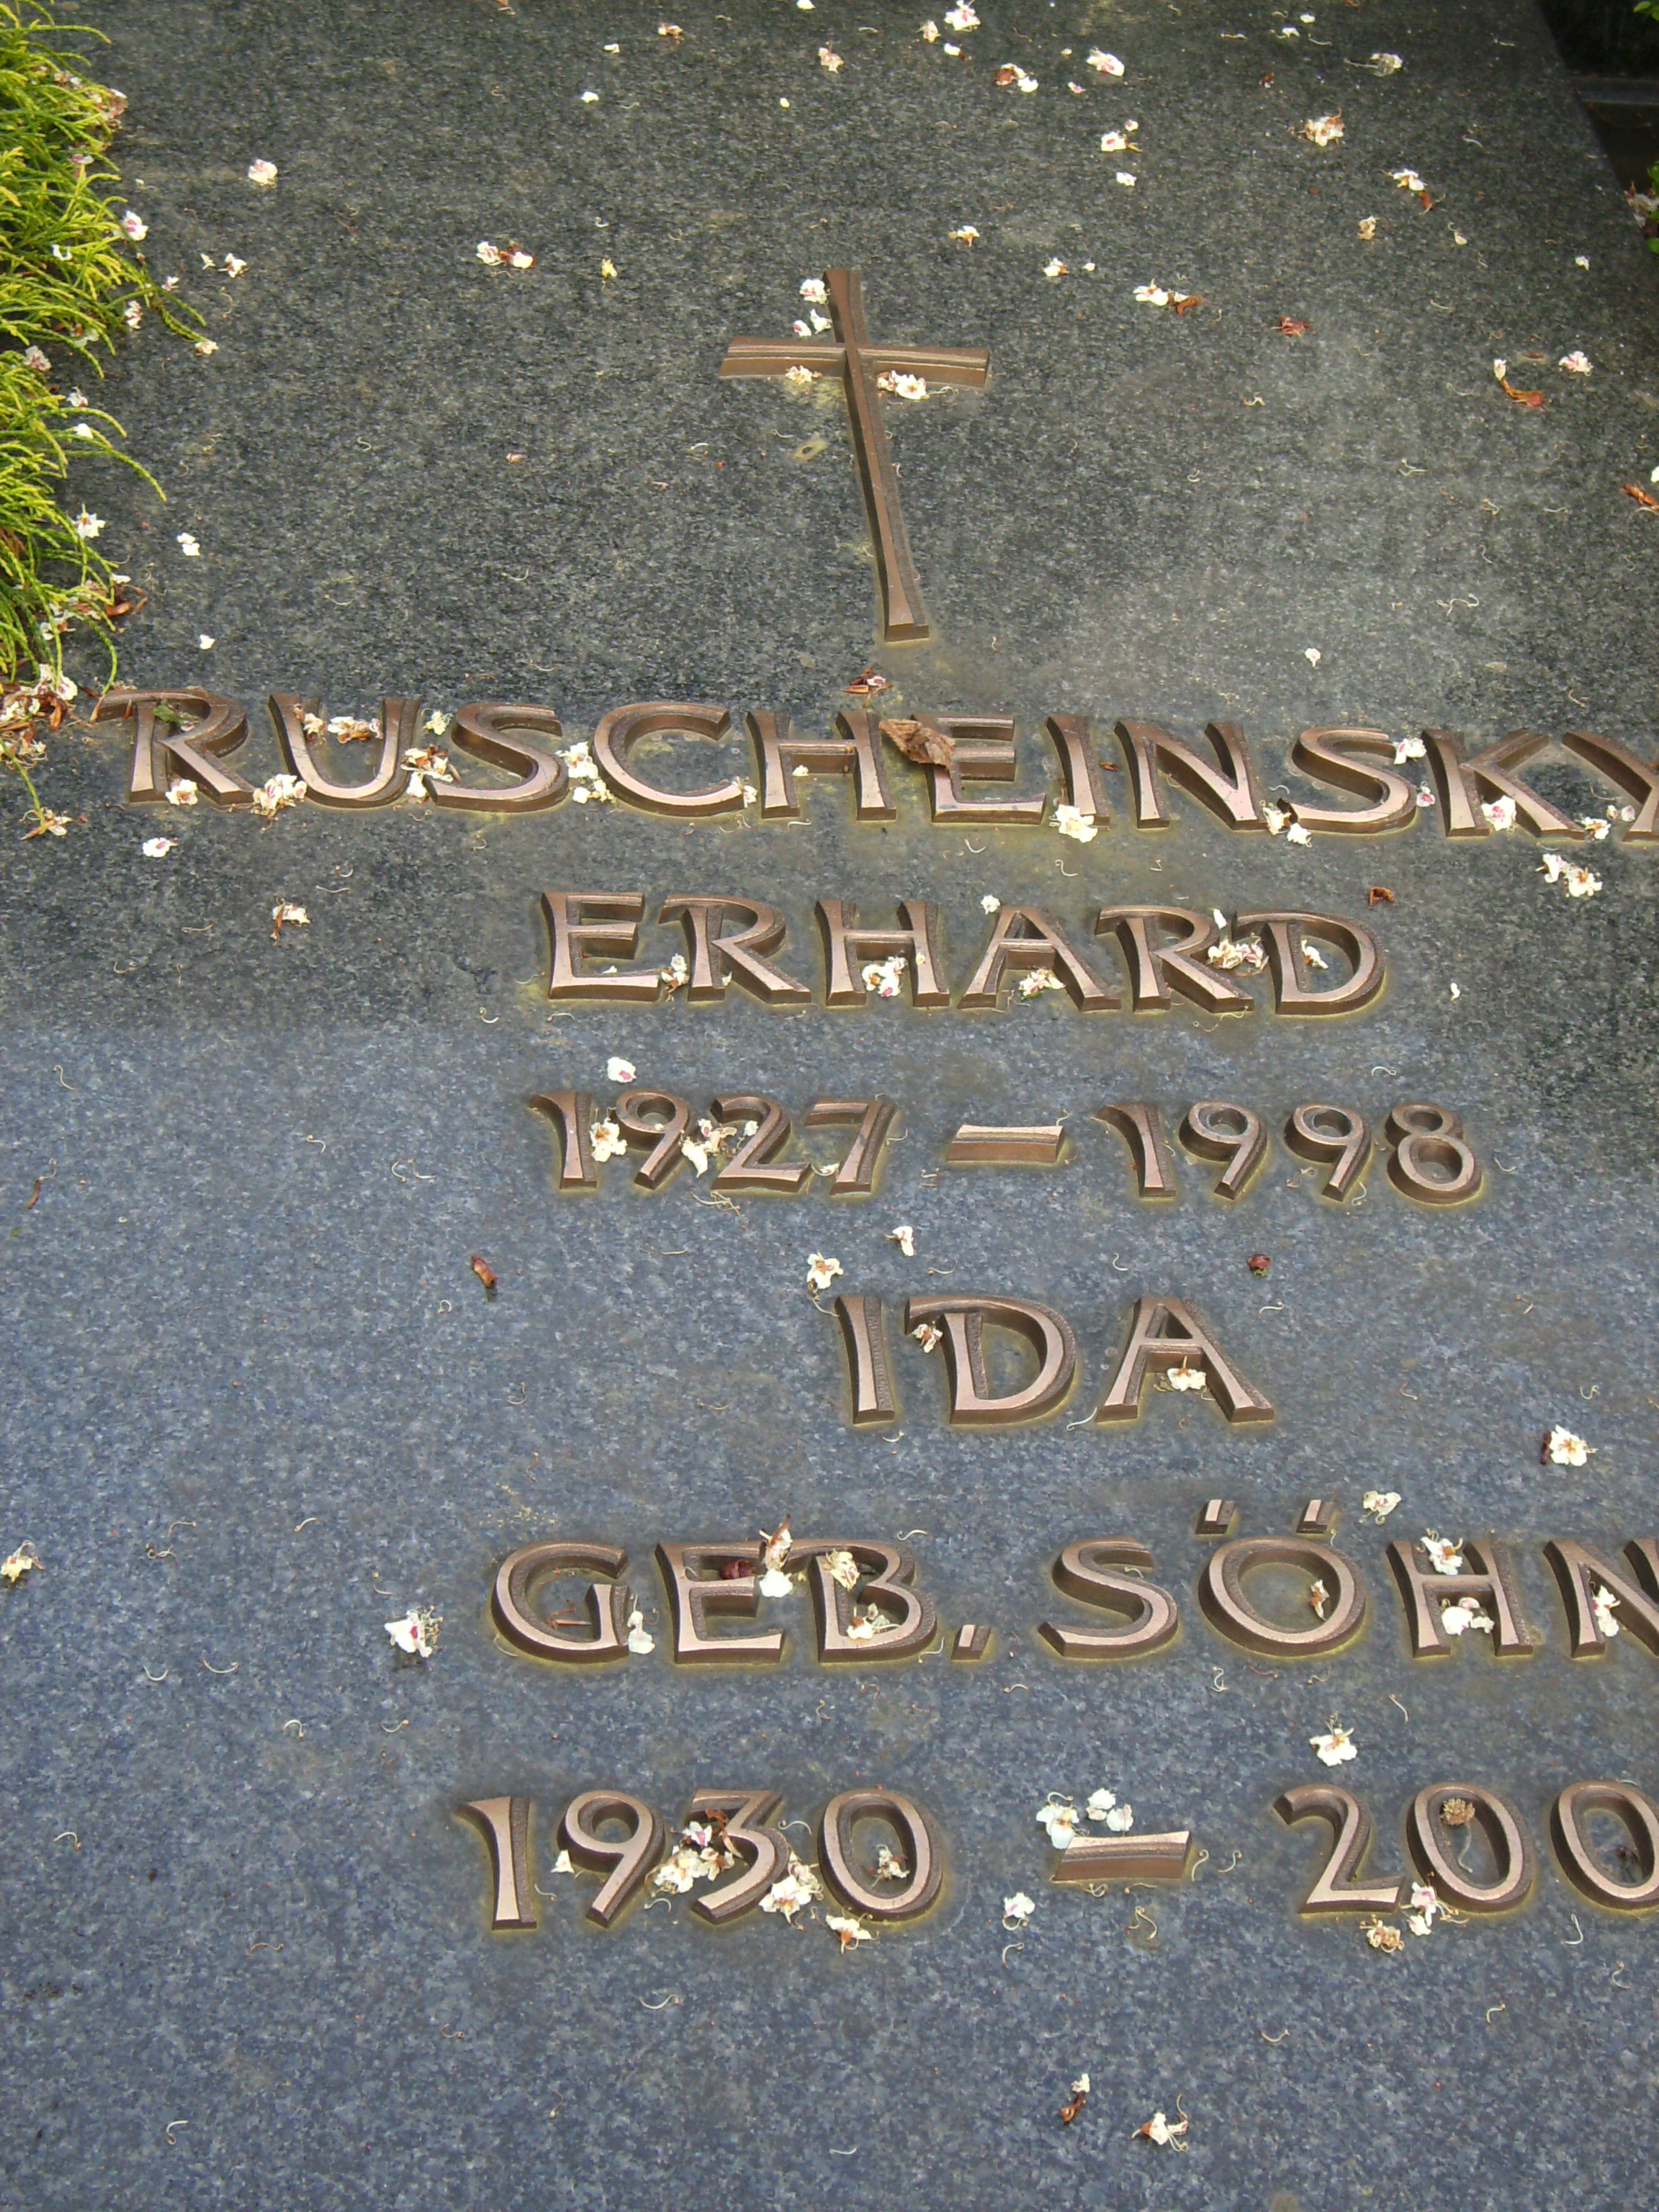 RUSCHEINSKY
ERHARD
1927 – 1998
IDA
GEB. SÖHN
1930 – 200